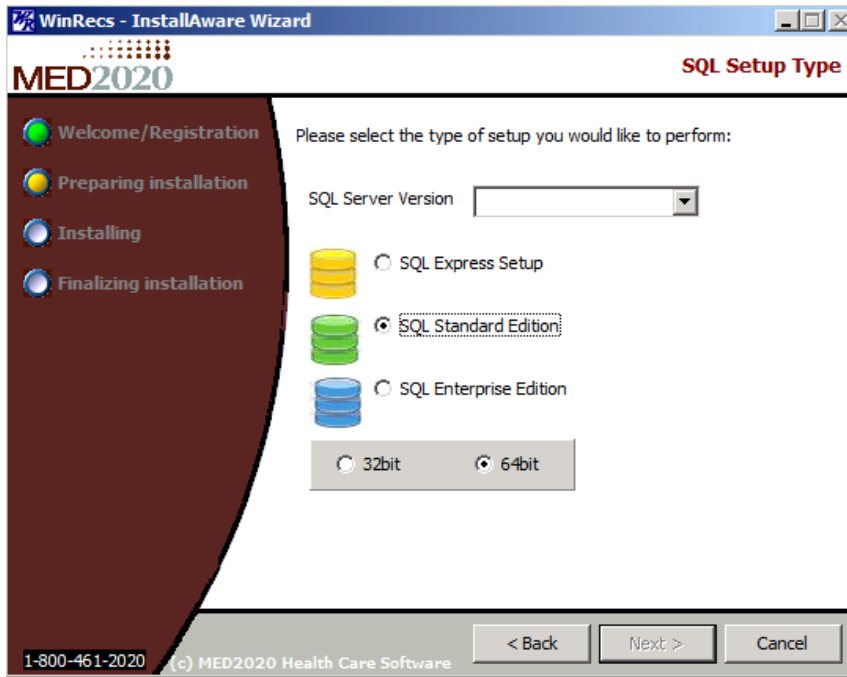 WinRecs - InstallAware Wizard
MED2020
SQL Setup Type
Welcome/Registration
Preparing installation
Installing
Finalizing installation
Please select the type of setup you would like to perform:
SQL Server Version
SQL Express Setup
SQL Standard Edition
SQL Enterprise Edition
32bit 64bit
< Back Next > Cancel
1-800-461-2020 (c) MED2020 Health Care Software